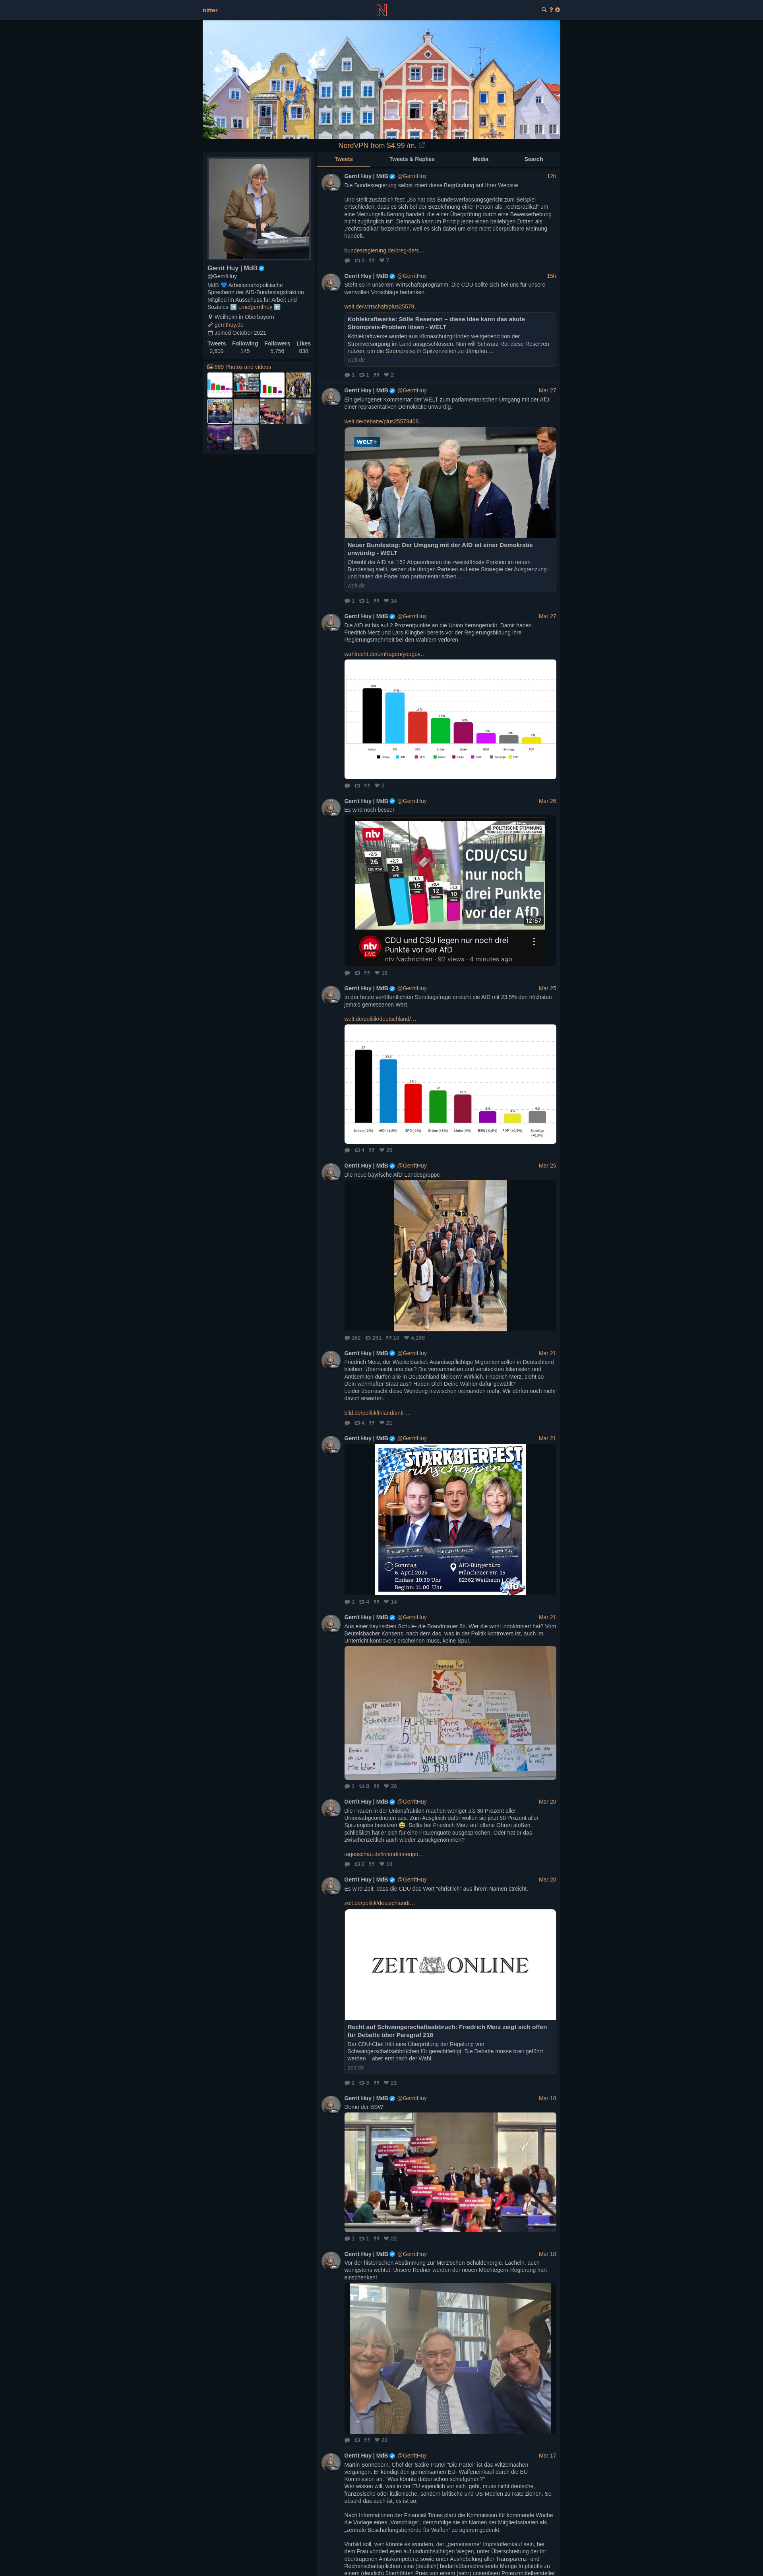 nitter
NordVPN from $4.99 /m.
Tweets
Tweets & Replies
Media
Search
Gerrit Huy | MdB
@GerritHuy
MdB 💙 Arbeitsmarktpolitische
Sprecherin der AfD-Bundestagsfraktion
Mitglied im Ausschuss für Arbeit und
Soziales ➡️ t.me/gerrithuy ⬅️
Weilheim in Oberbayern
gerrithuy.de
Joined October 2021
Tweets Following Followers Likes
2,609 145 5,756 838
889 Photos and videos
Gerrit Huy | MdB @GerritHuy 12h
Die Bundesregierung selbst zitiert diese Begründung auf Ihrer Website
Und stellt zusätzlich fest: „So hat das Bundesverfassungsgericht zum Beispiel
entschieden, dass es sich bei der Bezeichnung einer Person als „rechtsradikal“ um
eine Meinungsäußerung handelt, die einer Überprüfung durch eine Beweiserhebung
nicht zugänglich ist“. Demnach kann im Prinzip jeder einen beliebigen Dritten als
„rechtsradikal“ bezeichnen, weil es sich dabei um eine nicht überprüfbare Meinung
handelt.
bundesregierung.de/breg-de/s…
3 7
Gerrit Huy | MdB @GerritHuy 15h
Steht so in unserem Wirtschaftsprogramm. Die CDU sollte sich bei uns für unsere
wertvollen Vorschläge bedanken.
welt.de/wirtschaft/plus25579…
Kohlekraftwerke: Stille Reserven – diese Idee kann das akute
Strompreis-Problem lösen - WELT
Kohlekraftwerke wurden aus Klimaschutzgründen weitgehend von der
Stromversorgung im Land ausgeschlossen. Nun will Schwarz-Rot diese Reserven
nutzen, um die Strompreise in Spitzenzeiten zu dämpfen....
welt.de
1 1 2
Gerrit Huy | MdB @GerritHuy Mar 27
Ein gelungener Kommentar der WELT zum parlamentarischen Umgang mit der AfD:
einer repräsentativen Demokratie unwürdig.
welt.de/debatte/plus25578468…
WELT+
Neuer Bundestag: Der Umgang mit der AfD ist einer Demokratie
unwürdig - WELT
Obwohl die AfD mit 152 Abgeordneten die zweitstärkste Fraktion im neuen
Bundestag stellt, setzen die übrigen Parteien auf eine Strategie der Ausgrenzung –
und halten die Partei von parlamentarischen...
welt.de
1 1 14
Gerrit Huy | MdB @GerritHuy Mar 27
Die AfD ist bis auf 2 Prozentpunkte an die Union herangerückt. Damit haben
Friedrich Merz und Lars Klingbeil bereits vor der Regierungsbildung ihre
Regierungsmehrheit bei den Wählern verloren.
wahlrecht.de/umfragen/yougov…
3
Gerrit Huy | MdB @GerritHuy Mar 26
Es wird noch besser
ntv
POLITISCHE STIMMUNG
CDU/CSU
nur noch
drei Punkte
vor der AfD
-2,5
26
23
15
12
10
12:57
ntv LIVE
CDU und CSU liegen nur noch drei
Punkte vor der AfD
ntv Nachrichten · 92 views · 4 minutes ago
18
Gerrit Huy | MdB @GerritHuy Mar 25
In der heute veröffentlichten Sonntagsfrage erreicht die AfD mit 23,5% den höchsten
jemals gemessenen Wert.
welt.de/politik/deutschland/…
4 26
Gerrit Huy | MdB @GerritHuy Mar 25
Die neue bayrische AfD-Landesgruppe
162 281 10 4,199
Gerrit Huy | MdB @GerritHuy Mar 21
Friedrich Merz, der Wackeldackel: Ausreisepflichtige Migranten sollen in Deutschland
bleiben. Überrascht uns das? Die versammelten und versteckten Islamisten und
Antisemiten dürfen alle in Deutschland bleiben? Wirklich, Friedrich Merz, sieht so
Dein wehrhafter Staat aus? Haben Dich Deine Wähler dafür gewählt?
Leider überrascht diese Wendung inzwischen niemanden mehr. Wir dürfen noch mehr
davon erwarten.
bild.de/politik/inland/anti-…
4 21
Gerrit Huy | MdB @GerritHuy Mar 21
STARKBIERFEST
Frühschoppen
Gerrit Huy
Sonntag,
6. April 2025
Einlass: 10:30 Uhr
Beginn: 11:00 Uhr
AfD-Bürgerbüro
Münchener Str. 15
82362 Weilheim i. OB
1 4 14
Gerrit Huy | MdB @GerritHuy Mar 21
Aus einer bayrischen Schule- die Brandmauer 8b. Wer die wohl indoktriniert hat? Vom
Beutelsbacher Konsens, nach dem das, was in der Politik kontrovers ist, auch im
Unterricht kontrovers erscheinen muss, keine Spur.
1 8 36
Gerrit Huy | MdB @GerritHuy Mar 20
Die Frauen in der Unionsfraktion machen weniger als 30 Prozent aller
Unionsabgeordneten aus. Zum Ausgleich dafür wollen sie jetzt 50 Prozent aller
Spitzenjobs besetzen 😅. Sollte bei Friedrich Merz auf offene Ohren stoßen,
schließlich hat er sich für eine Frauenquote ausgesprochen. Oder hat er das
zwischenzeitlich auch wieder zurückgenommen?
tagesschau.de/inland/innenpo…
2 10
Gerrit Huy | MdB @GerritHuy Mar 20
Es wird Zeit, dass die CDU das Wort "christlich" aus ihrem Namen streicht.
zeit.de/politik/deutschland/…
ZEIT ONLINE
Recht auf Schwangerschaftsabbruch: Friedrich Merz zeigt sich offen
für Debatte über Paragraf 218
Der CDU-Chef hält eine Überprüfung der Regelung von
Schwangerschaftsabbrüchen für gerechtfertigt. Die Debatte müsse breit geführt
werden – aber erst nach der Wahl.
zeit.de
2 3 21
Gerrit Huy | MdB @GerritHuy Mar 18
Demo der BSW
1 1 22
Gerrit Huy | MdB @GerritHuy Mar 18
Vor der historischen Abstimmung zur Merz'schen Schuldenorgie. Lächeln, auch
wenigstens wehtut. Unsere Redner werden der neuen Möchtegern-Regierung hart
einschenken!
20
Gerrit Huy | MdB @GerritHuy Mar 17
Martin Sonneborn, Chef der Satire-Partei "Die Partei" ist das Witzemachen
vergangen. Er kündigt den gemeinsamen EU- Waffeneinkauf durch die EU-
Kommission an: "Was könnte dabei schon schiefgehen?"
Wer wissen will, was in der EU eigentlich vor sich geht, muss nicht deutsche,
französische oder italienische, sondern britische und US-Medien zu Rate ziehen. So
absurd das auch ist, es ist so.
Nach Informationen der Financial Times plant die Kommission für kommende Woche
die Vorlage eines „Vorschlags“, demzufolge sie im Namen der Mitgliedsstaaten als
„zentrale Beschaffungsbehörde für Waffen“ zu agieren gedenkt.
Vorbild soll, wen könnte es wundern, der „gemeinsame“ Impfstoffeinkauf sein, bei
dem Frau vonderLeyen auf undurchsichtigen Wegen, unter Überschreitung der ihr
übertragenen Amtskompetenz sowie unter Aushebelung aller Transparenz- und
Rechenschaftspflichten eine (deutlich) bedarfsüberschreitende Menge Impfstoffs zu
einem (deutlich) überhöhten Preis von einem (sehr) unseriösen Potenzmittelhersteller